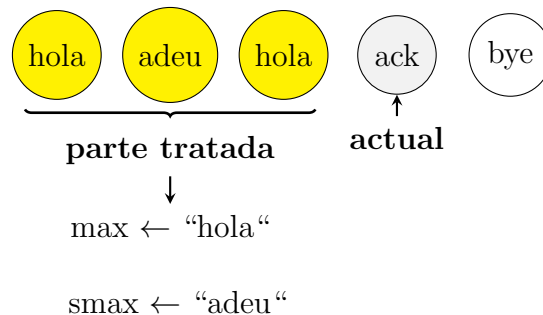 hola adeu hola ack bye
parte tratada actual
max ← “hola“
smax ← “adeu“